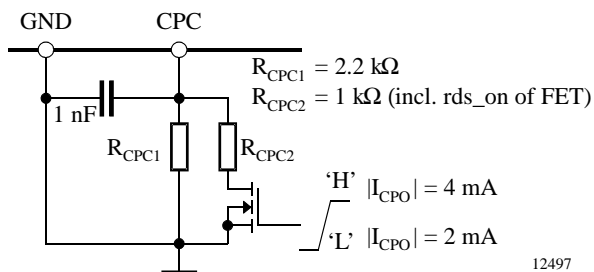 GND CPC
R_CPC1 = 2.2 kΩ
R_CPC2 = 1 kΩ (incl. rds_on of FET)
1 nF
R_CPC1 R_CPC2
'H' |I_CPO| = 4 mA
'L' |I_CPO| = 2 mA
12497